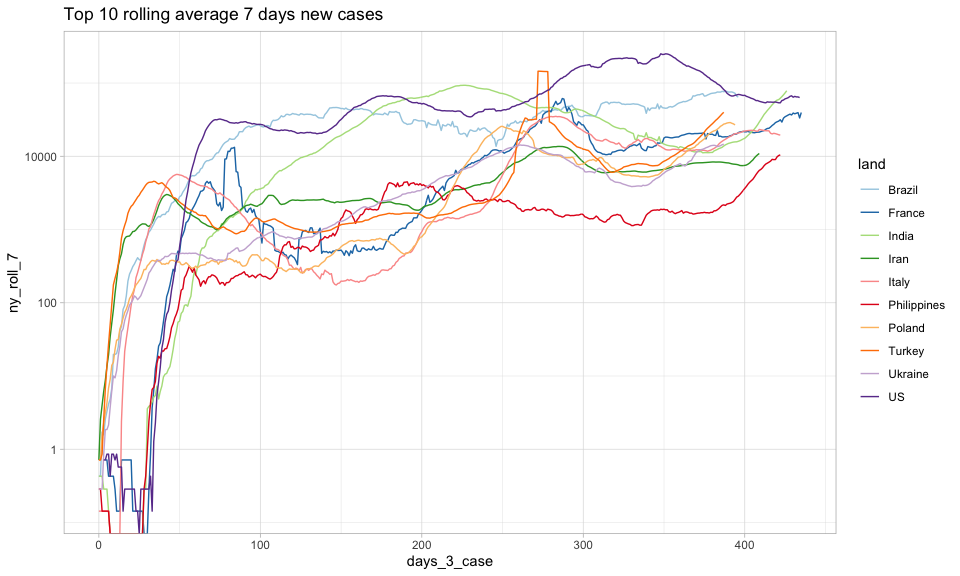 Top 10 rolling average 7 days new cases
ny_roll_7
10000
100
1
0
100
200
300
400
days_3_case
land
Brazil
France
India
Iran
Italy
Philippines
Poland
Turkey
Ukraine
US